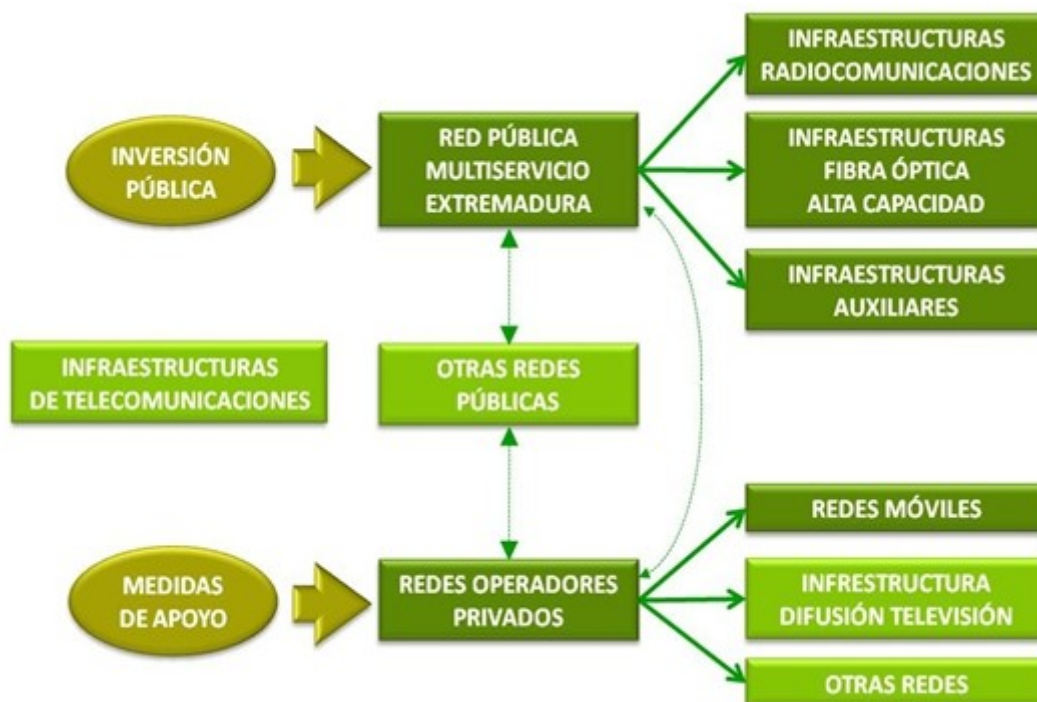 INFRAESTRUCTURAS
RADIOCOMUNICACIONES
INVERSIÓN
PÚBLICA
RED PÚBLICA
MULTISERVICIO
EXTREMADURA
INFRAESTRUCTURAS
FIBRA ÓPTICA
ALTA CAPACIDAD
INFRAESTRUCTURAS
AUXILIARES
INFRAESTRUCTURAS
DE TELECOMUNICACIONES
OTRAS REDES
PÚBLICAS
MEDIDAS
DE APOYO
REDES OPERADORES
PRIVADOS
REDES MÓVILES
INFRESTRUCTURA
DIFUSIÓN TELEVISIÓN
OTRAS REDES